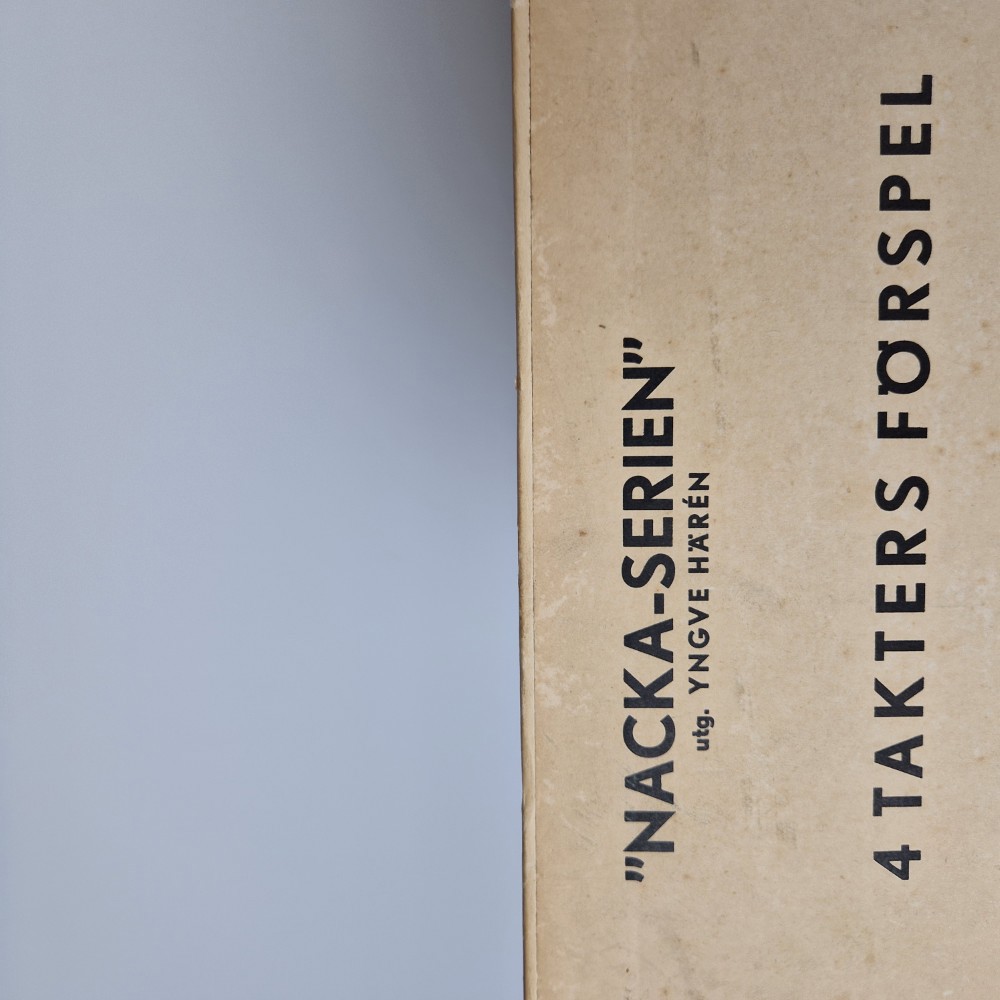 ”NACKA-SERIEN”
utg. YNGVE HÄRÉN
4 TAKTERS FÖRSPEL